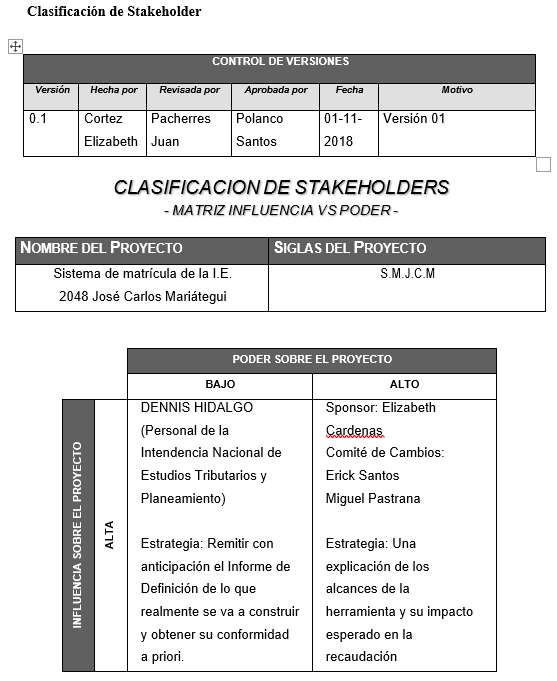 Clasificación de Stakeholder
CONTROL DE VERSIONES
Versión Hecha por Revisada por Aprobada por Fecha Motivo
0.1 Cortez Pacherres Polanco 01-11- Versión 01
Elizabeth Juan Santos 2018
CLASIFICACION DE STAKEHOLDERS
- MATRIZ INFLUENCIA VS PODER -
NOMBRE DEL PROYECTO SIGLAS DEL PROYECTO
Sistema de matrícula de la I.E. S.M.J.C.M
2048 José Carlos Mariátegui
PODER SOBRE EL PROYECTO
BAJO ALTO
INFLUENCIA SOBRE EL PROYECTO
ALTA
DENNIS HIDALGO
(Personal de la
Intendencia Nacional de
Estudios Tributarios y
Planeamiento)
Estrategia: Remitir con
anticipación el Informe de
Definición de lo que
realmente se va a construir
y obtener su conformidad
a priori.
Sponsor: Elizabeth
Cardenas
Comité de Cambios:
Erick Santos
Miguel Pastrana
Estrategia: Una
explicación de los
alcances de la
herramienta y su impacto
esperado en la
recaudación